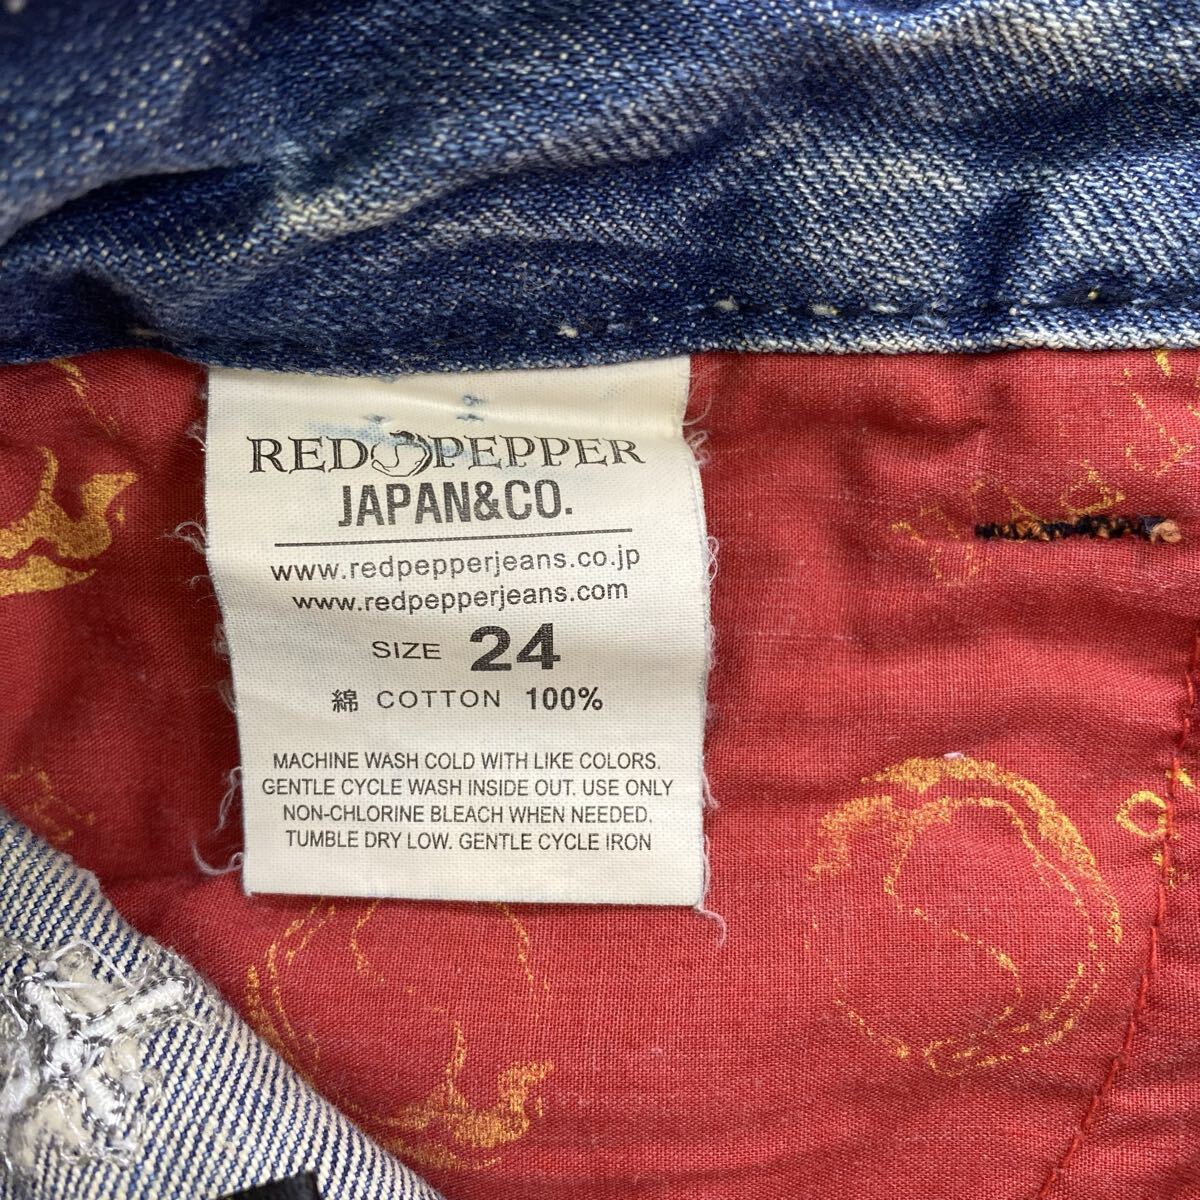 RED PEPPER
JAPAN&CO.
www.redpepperjeans.co.jp
www.redpepperjeans.com
SIZE 24
綿 COTTON 100%
MACHINE WASH COLD WITH LIKE COLORS.
GENTLE CYCLE WASH INSIDE OUT. USE ONLY
NON-CHLORINE BLEACH WHEN NEEDED.
TUMBLE DRY LOW. GENTLE CYCLE IRON